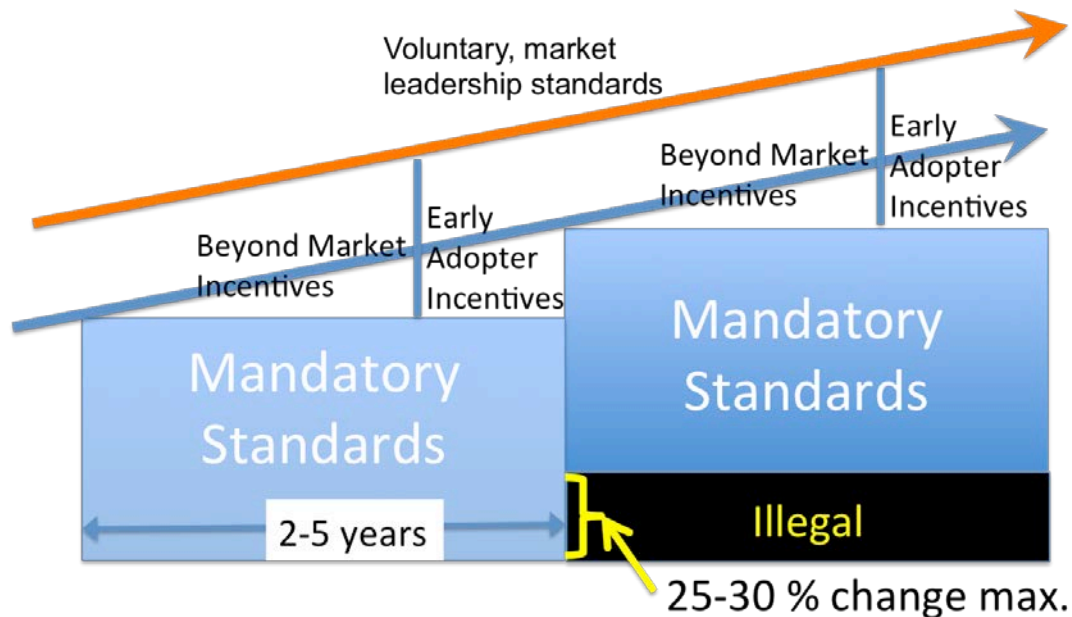 Voluntary, market
leadership standards
Beyond Market
Incentives
Early
Adopter
Incentives
Beyond Market
Incentives
Early
Adopter
Incentives
Mandatory
Standards
Mandatory
Standards
2-5 years
Illegal
25-30 % change max.